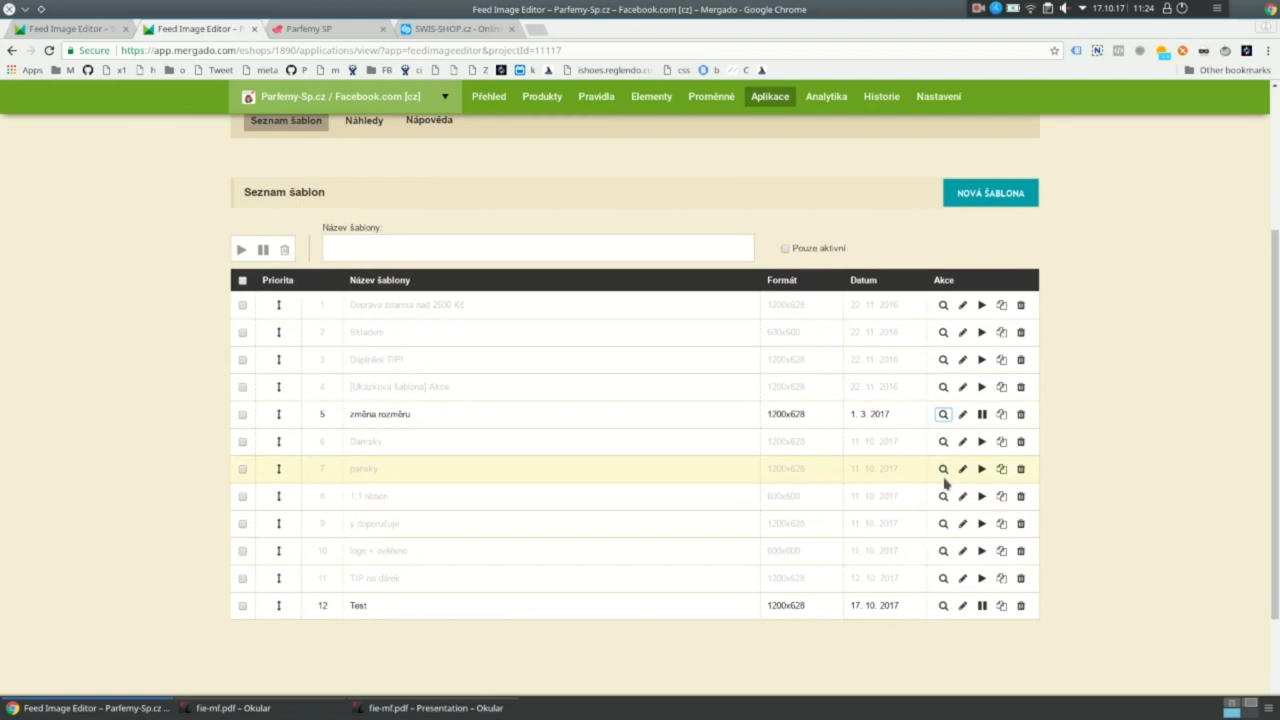 Feed Image Editor – Parfemy-Sp.cz – Facebook.com [cz] – Mergado - Google Chrome
17.10.17 11:24
Feed Image Editor –
Feed Image Editor – P
Parfemy SP
SWIS-SHOP.cz - Onlin
Secure https://app.mergado.com/eshops/1890/applications/view/?app=feedimageeditor&projectId=11117
Apps M x1 h o Tweet meta P m FB ci Z k ishoes.reglendo.c css b C Other bookmarks
Parfemy-Sp.cz / Facebook.com [cz] Přehled Produkty Pravidla Elementy Proměnné Aplikace Analytika Historie Nastavení
Seznam šablon Náhledy Nápověda
Seznam šablon NOVÁ ŠABLONA
Název šablony:
Pouze aktivní
Priorita Název šablony Formát Datum Akce
1 Doprava zdarma nad 2500 Kč 1200x628 22. 11. 2016
2 Skladem 600x600 22. 11. 2016
3 Doplnění TIP! 1200x628 22. 11. 2016
4 [Ukázková šablona] Akce 1200x628 22. 11. 2016
5 změna rozměru 1200x628 1. 3. 2017
6 Damsky 1200x628 11. 10. 2017
7 pansky 1200x628 11. 10. 2017
8 1:1 ribbon 600x600 11. 10. 2017
9 y doporučuje 1200x628 11. 10. 2017
10 logo + ověřeno 600x600 11. 10. 2017
11 TIP na dárek 1200x628 12. 10. 2017
12 Test 1200x628 17. 10. 2017
Feed Image Editor – Parfemy-Sp.cz ... fie-mf.pdf – Okular fie-mf.pdf – Presentation – Okular